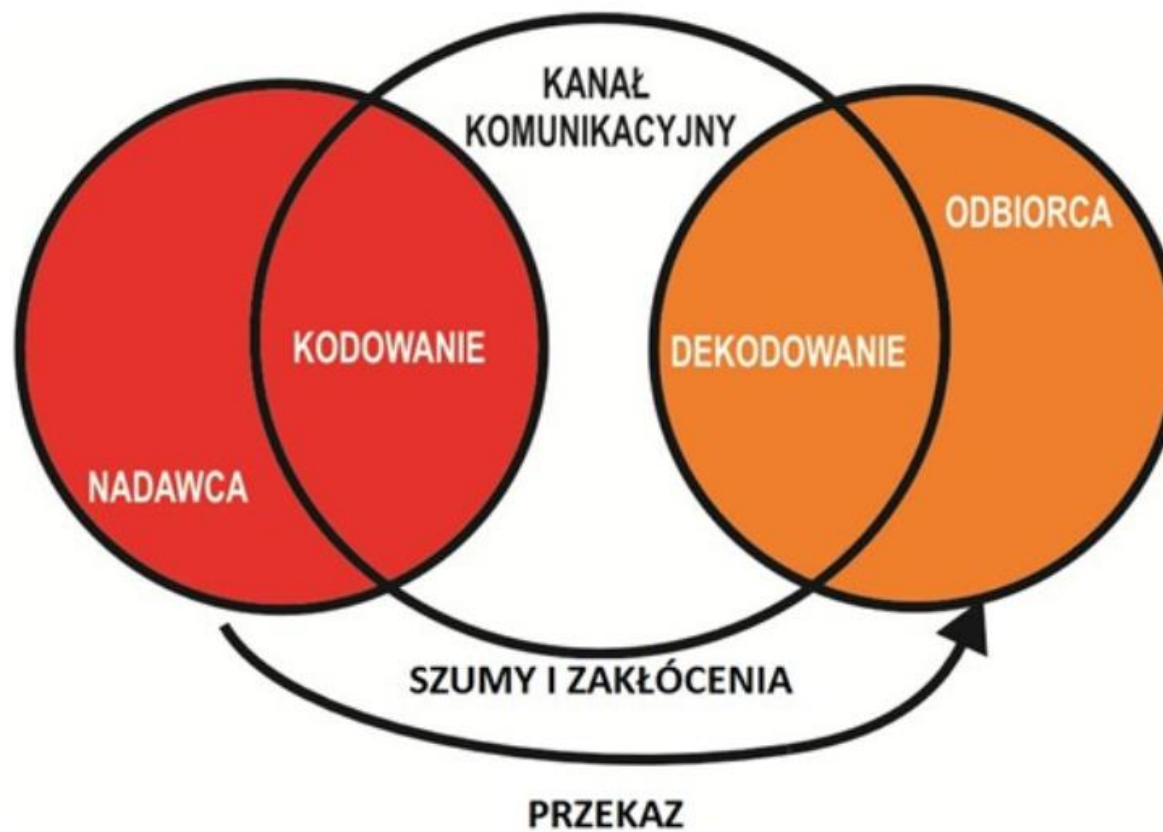 KANAŁ
KOMUNIKACYJNY
ODBIORCA
KODOWANIE
DEKODOWANIE
NADAWCA
SZUMY I ZAKŁÓCENIA
PRZEKAZ